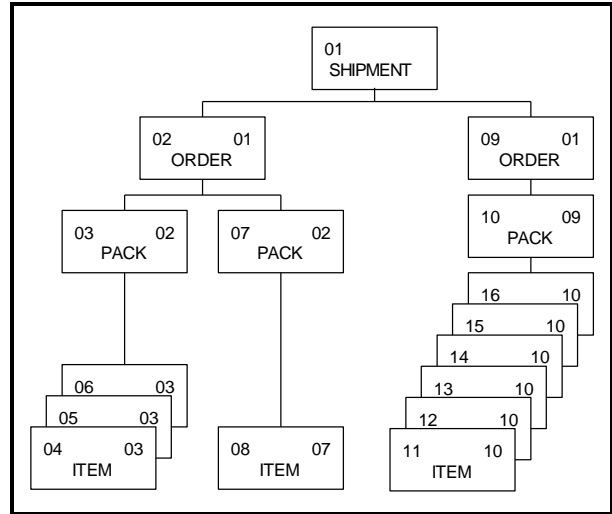 01
SHIPMENT
02 01
ORDER
09 01
ORDER
03 02
PACK
07 02
PACK
10 09
PACK
16 10
15 10
14 10
13 10
12 10
11 10
ITEM
06 03
05 03
04 03
ITEM
08 07
ITEM